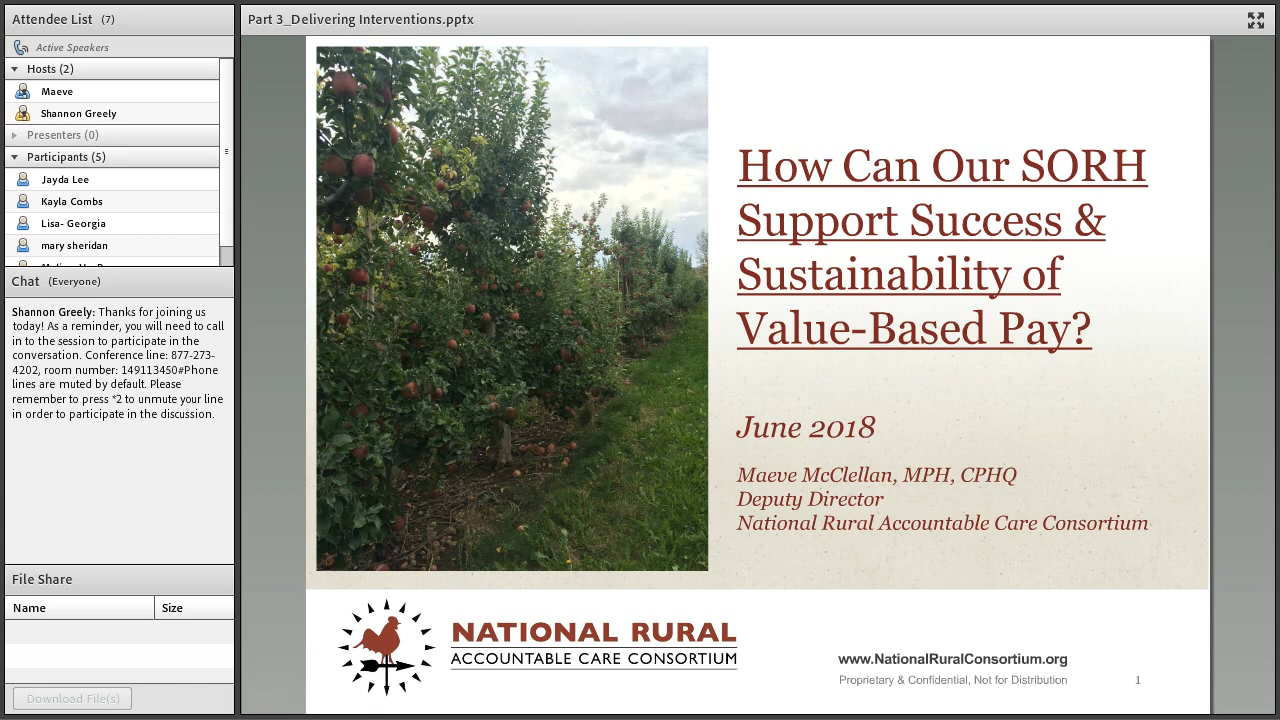 Attendee List (7)
Active Speakers
Hosts (2)
Maeve
Shannon Greely
Presenters (0)
Participants (5)
Jayda Lee
Kayla Combs
Lisa- Georgia
mary sheridan
Chat (Everyone)
Shannon Greely: Thanks for joining us
today! As a reminder, you will need to call
in to the session to participate in the
conversation. Conference line: 877-273-
4202, room number: 149113450#Phone
lines are muted by default. Please
remember to press *2 to unmute your line
in order to participate in the discussion.
File Share
Name Size
Download File(s)
Part 3_Delivering Interventions.pptx
How Can Our SORH
Support Success &
Sustainability of
Value-Based Pay?
June 2018
Maeve McClellan, MPH, CPHQ
Deputy Director
National Rural Accountable Care Consortium
NATIONAL RURAL
ACCOUNTABLE CARE CONSORTIUM
www.NationalRuralConsortium.org
Proprietary & Confidential, Not for Distribution 1